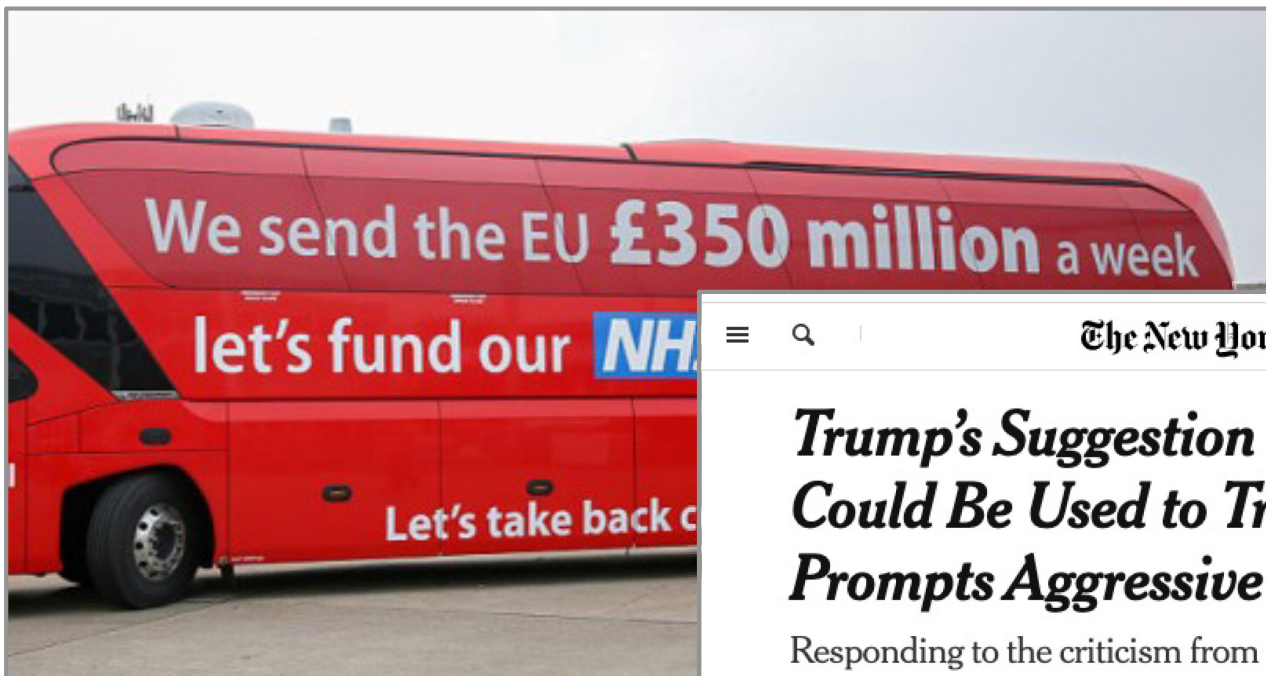 We send the EU £350 million a week
let's fund our
Let's take back
The New
Trump's Suggestion
Could Be Used to
Prompts Aggressive
Responding to the criticism from